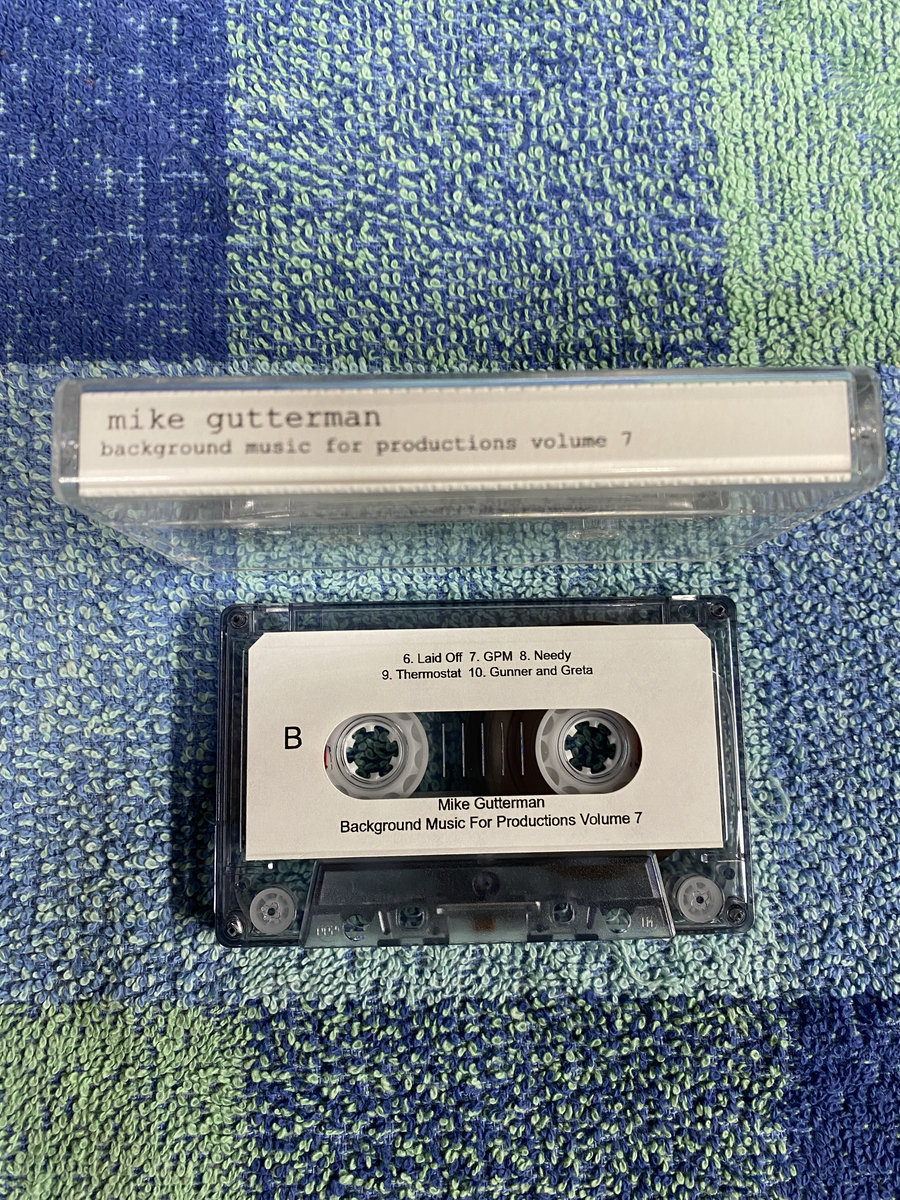 mike gutterman
background music for productions volume 7
6. Laid Off 7. GPM 8. Needy
9. Thermostat 10. Gunner and Greta
B
Mike Gutterman
Background Music For Productions Volume 7